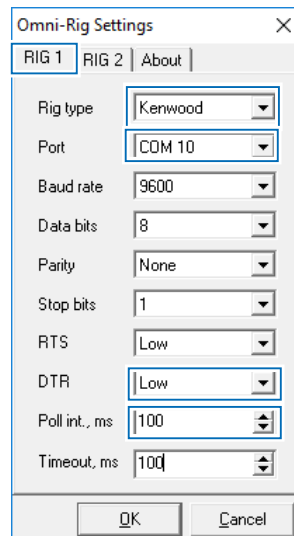 Omni-Rig Settings
RIG 1 RIG 2 About
Rig type Kenwood
Port COM 10
Baud rate 9600
Data bits 8
Parity None
Stop bits 1
RTS Low
DTR Low
Poll int., ms 100
Timeout, ms 100
OK Cancel